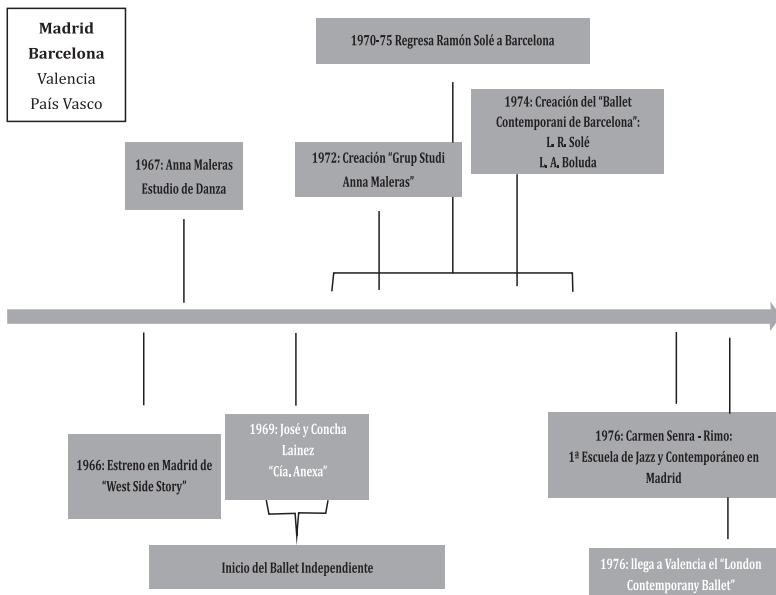 Madrid
Barcelona
Valencia
País Vasco
1970-75 Regresa Ramón Solé a Barcelona
1974: Creación del "Ballet
Contemporani de Barcelona":
L. R. Solé
L. A. Boluda
1967: Anna Maleras
Estudio de Danza
1972: Creación "Grup Studi
Anna Maleras"
1966: Estreno en Madrid de
"West Side Story"
1969: José y Concha
Lainez
"Cía. Anexa"
Inicio del Ballet Independiente
1976: Carmen Senra - Rimo:
1ª Escuela de Jazz y Contemporáneo en
Madrid
1976: llega a Valencia el "London
Contemporany Ballet"